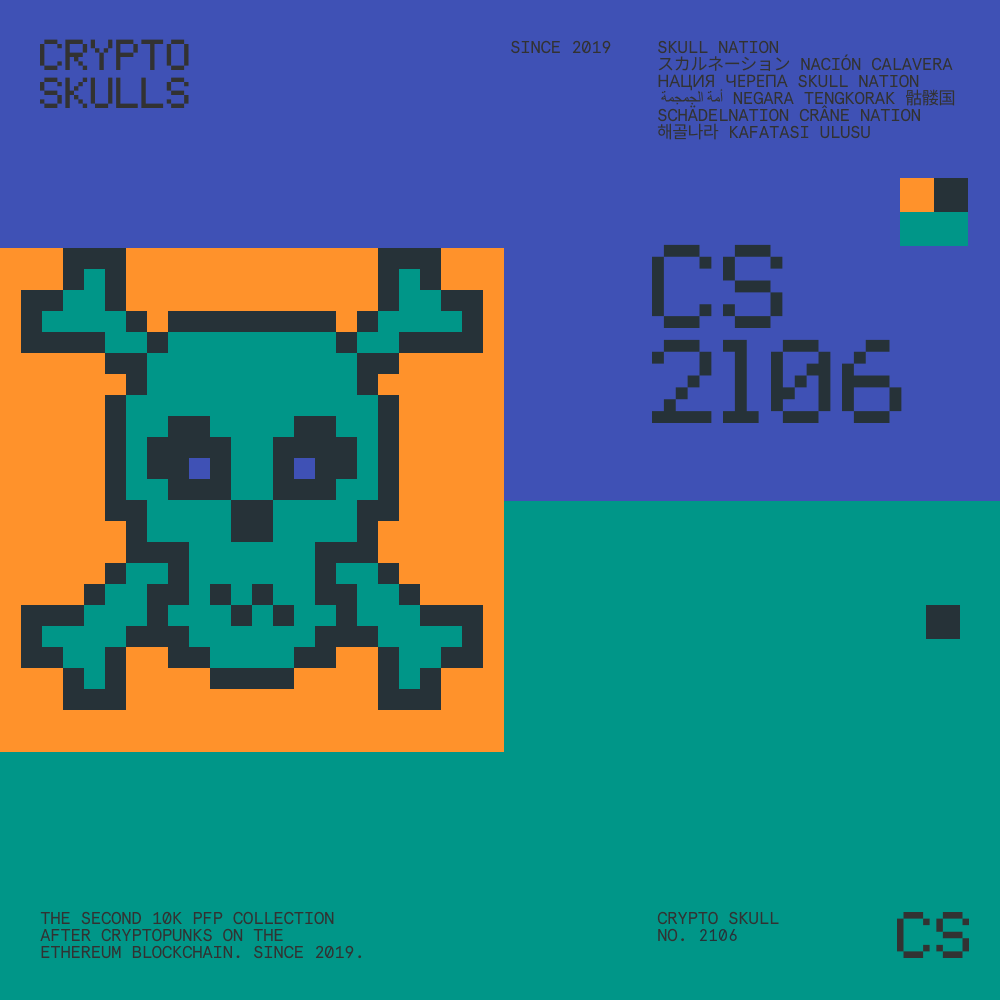 CRYPTO
SKULLS
SINCE 2019
SKULL NATION
スカルネーション NACIÓN CALAVERA
НАЦИЯ ЧЕРЕПА SKULL NATION
أمة الجمجمة NEGARA TENGKORAK 骷髅国
SCHÄDELNATION CRÂNE NATION
해골나라 KAFATASI ULUSU
CS
2106
THE SECOND 10K PFP COLLECTION
AFTER CRYPTOPUNKS ON THE
ETHEREUM BLOCKCHAIN. SINCE 2019.
CRYPTO SKULL
NO. 2106
CS